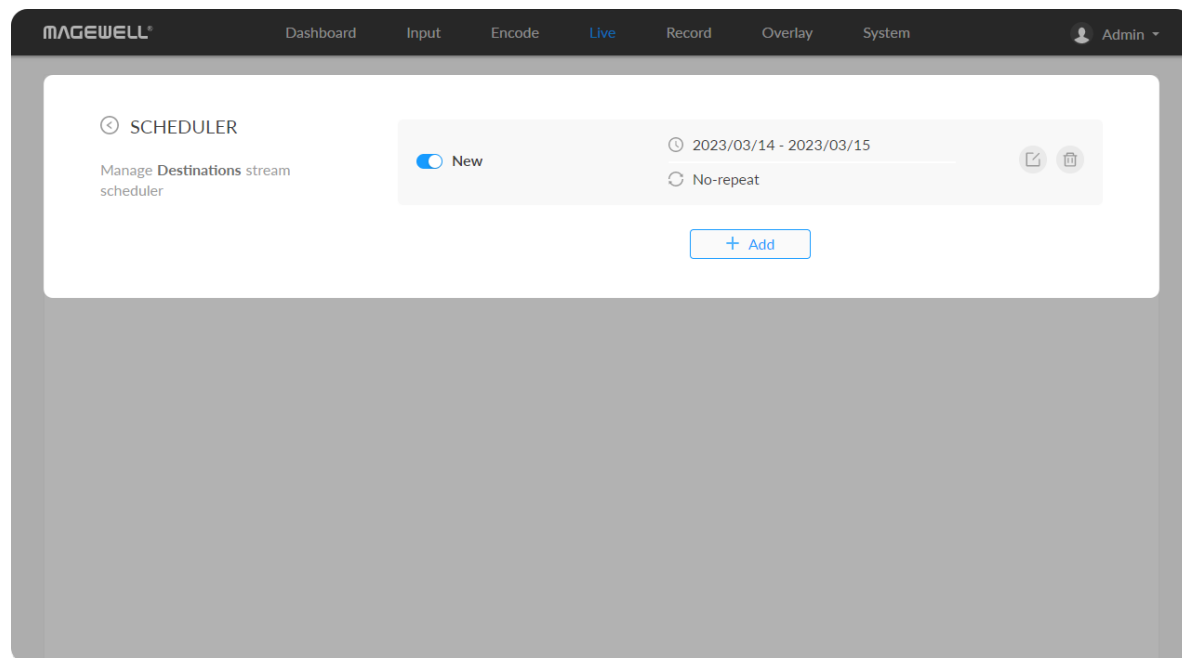 MAGEWELL® Dashboard Input Encode Live Record Overlay System Admin
SCHEDULER
Manage Destinations stream
scheduler
New
2023/03/14 - 2023/03/15
No-repeat
+ Add